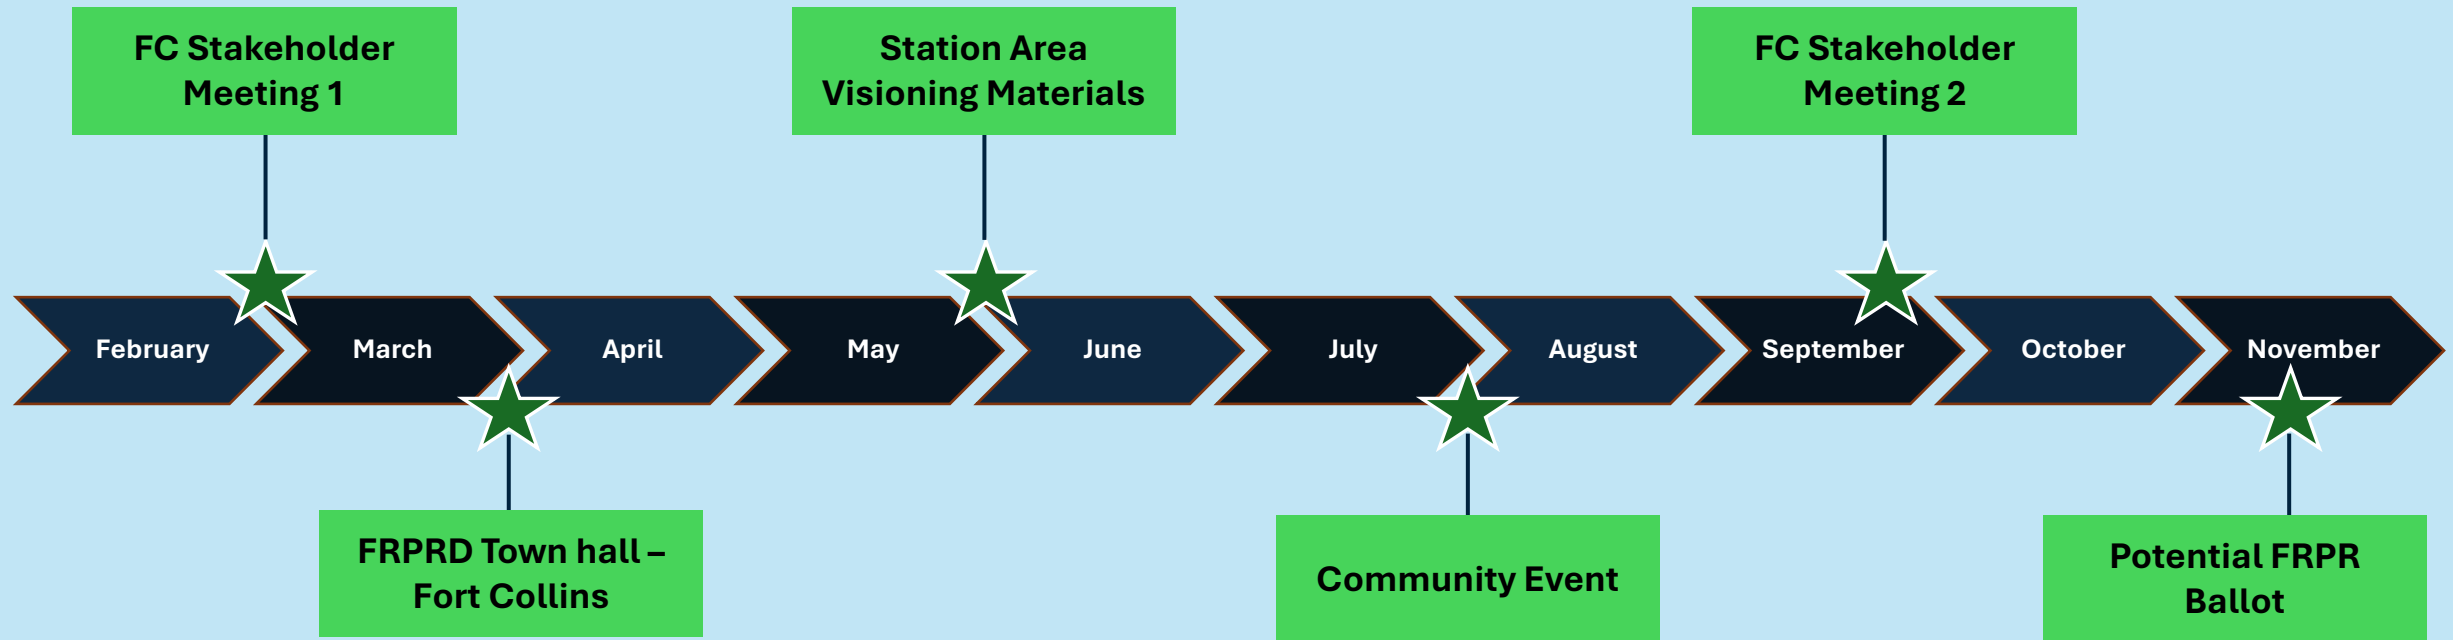 FC Stakeholder
Meeting 1
Station Area
Visioning Materials
FC Stakeholder
Meeting 2
February
March
April
May
June
July
August
September
October
November
FRPRD Town hall –
Fort Collins
Community Event
Potential FRPR
Ballot